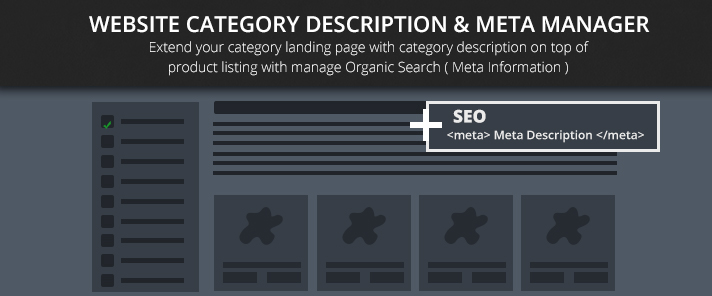 WEBSITE CATEGORY DESCRIPTION & META MANAGER
Extend your category landing page with category description on top of
product listing with manage Organic Search ( Meta Information )
SEO
<meta> Meta Description </meta>